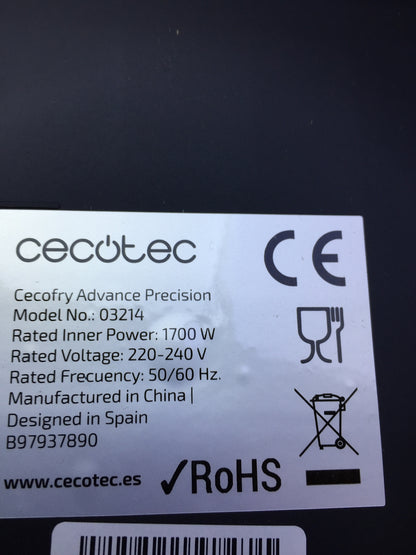 cecotec
CE
Cecofry Advance Precision
Model No.: 03214
Rated Inner Power: 1700 W
Rated Voltage: 220-240 V
Rated Frecuency: 50/60 Hz.
Manufactured in China |
Designed in Spain
B97937890
www.cecotec.es
✓RoHS